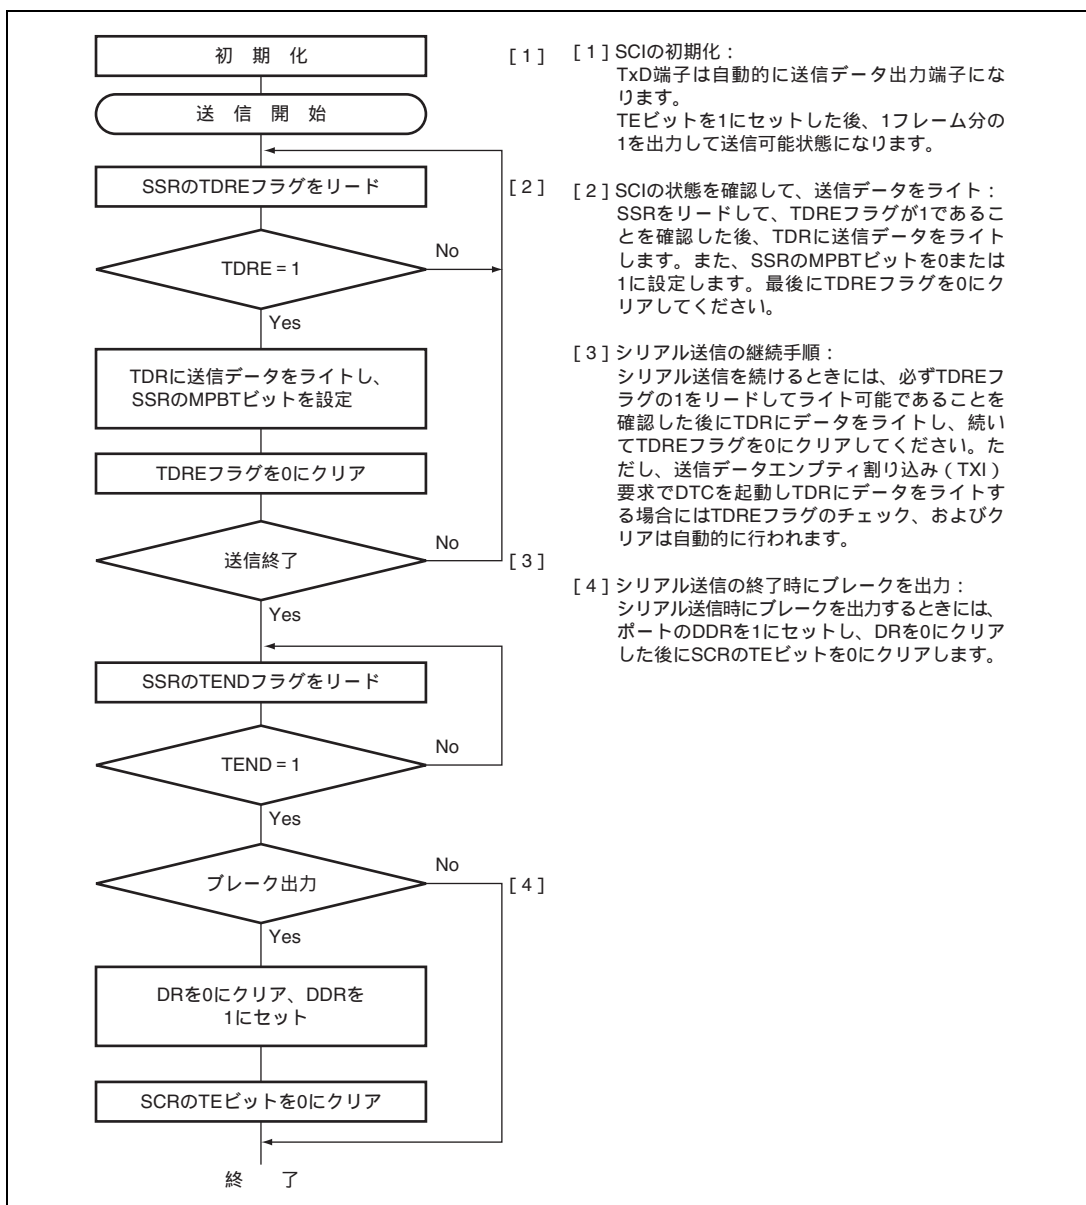 初 期 化
[ 1 ]
送 信 開 始
SSRのTDREフラグをリード
[ 2 ]
TDRE = 1
No
Yes
TDRに送信データをライトし、
SSRのMPBTビットを設定
TDREフラグを0にクリア
送信終了
No
[ 3 ]
Yes
SSRのTENDフラグをリード
TEND = 1
No
Yes
ブレーク出力
No
[ 4 ]
Yes
DRを0にクリア、DDRを
1にセット
SCRのTEビットを0にクリア
終 了
[ 1 ] SCIの初期化：
TxD端子は自動的に送信データ出力端子にな
ります。
TEビットを1にセットした後、1フレーム分の
1を出力して送信可能状態になります。
[ 2 ] SCIの状態を確認して、送信データをライト：
SSRをリードして、TDREフラグが1であるこ
とを確認した後、TDRに送信データをライト
します。また、SSRのMPBTビットを0または
1に設定します。最後にTDREフラグを0にク
リアしてください。
[ 3 ] シリアル送信の継続手順：
シリアル送信を続けるときには、必ずTDREフ
ラグの1をリードしてライト可能であることを
確認した後にTDRにデータをライトし、続い
てTDREフラグを0にクリアしてください。た
だし、送信データエンプティ割り込み（TXI）
要求でDTCを起動しTDRにデータをライトす
る場合にはTDREフラグのチェック、およびク
リアは自動的に行われます。
[ 4 ] シリアル送信の終了時にブレークを出力：
シリアル送信時にブレークを出力するときには、
ポートのDDRを1にセットし、DRを0にクリア
した後にSCRのTEビットを0にクリアします。